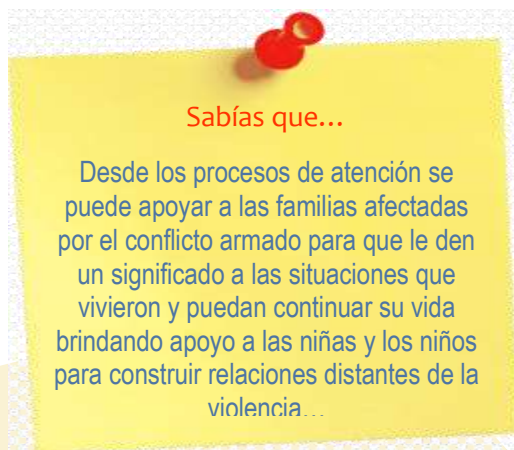 Sabías que...
Desde los procesos de atención se
puede apoyar a las familias afectadas
por el conflicto armado para que le den
un significado a las situaciones que
vivieron y puedan continuar su vida
brindando apoyo a las niñas y los niños
para construir relaciones distantes de la
violencia...